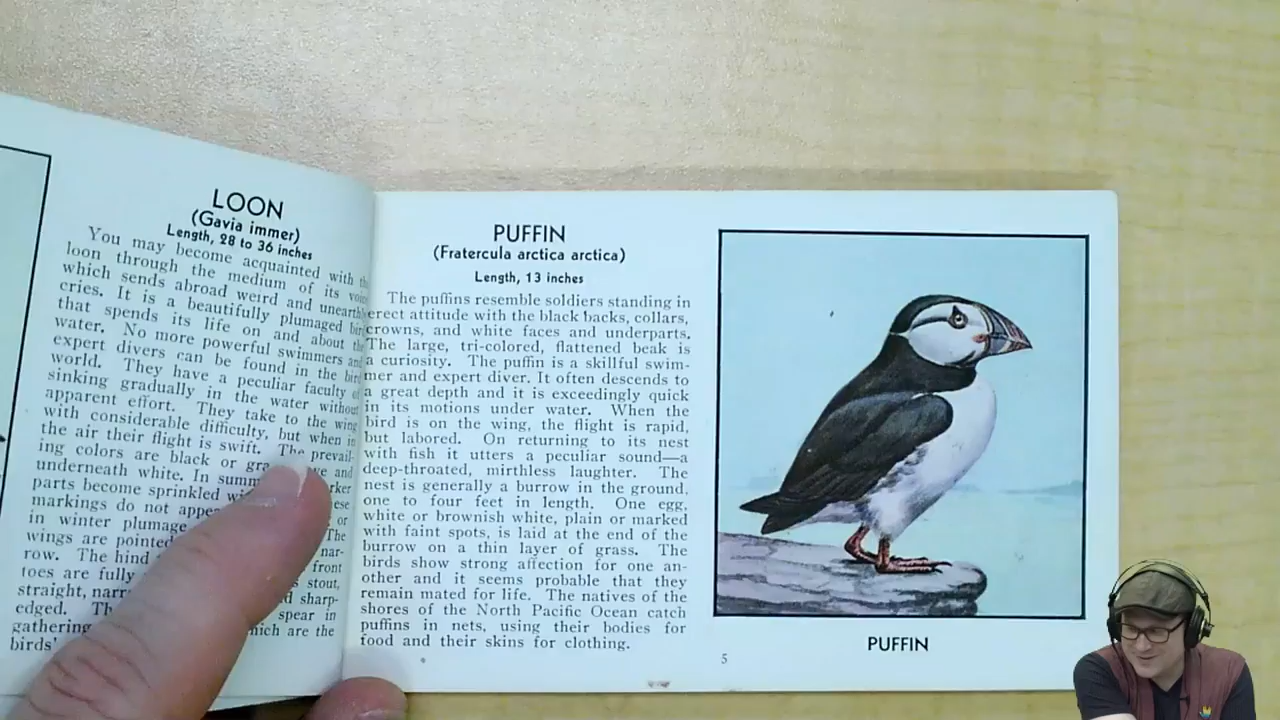 LOON
(Gavia immer)
Length, 28 to 36 inches
You may become acquainted with
loon through the medium of its
which sends abroad weird and
cries. It is a beautifully plumaged
that spends its life on and about
water. No more powerful swimmers
expert divers can be found in the
world. They have a peculiar faculty of
sinking gradually in the water without
apparent effort. They take to the wing
with considerable difficulty, but when in
the air their flight is swift. The prevail-
ing colors are black or and
underneath white. In
parts become sprinkled
markings do not or
in winter plumage The
wings are pointed
row. The hind front
toes are fully stout,
straight, sharp-
edged. spear in
gathering which are the
birds'
PUFFIN
(Fratercula arctica arctica)
Length, 13 inches
The puffins resemble soldiers standing in
erect attitude with the black backs, collars,
crowns, and white faces and underparts.
The large, tri-colored, flattened beak is
a curiosity. The puffin is a skillful swim-
mer and expert diver. It often descends to
a great depth and it is exceedingly quick
in its motions under water. When the
bird is on the wing, the flight is rapid,
but labored. On returning to its nest
with fish it utters a peculiar sound—a
deep-throated, mirthless laughter. The
nest is generally a burrow in the ground,
one to four feet in length. One egg,
white or brownish white, plain or marked
with faint spots, is laid at the end of the
burrow on a thin layer of grass. The
birds show strong affection for one an-
other and it seems probable that they
remain mated for life. The natives of the
shores of the North Pacific Ocean catch
puffins in nets, using their bodies for
food and their skins for clothing.
5
PUFFIN